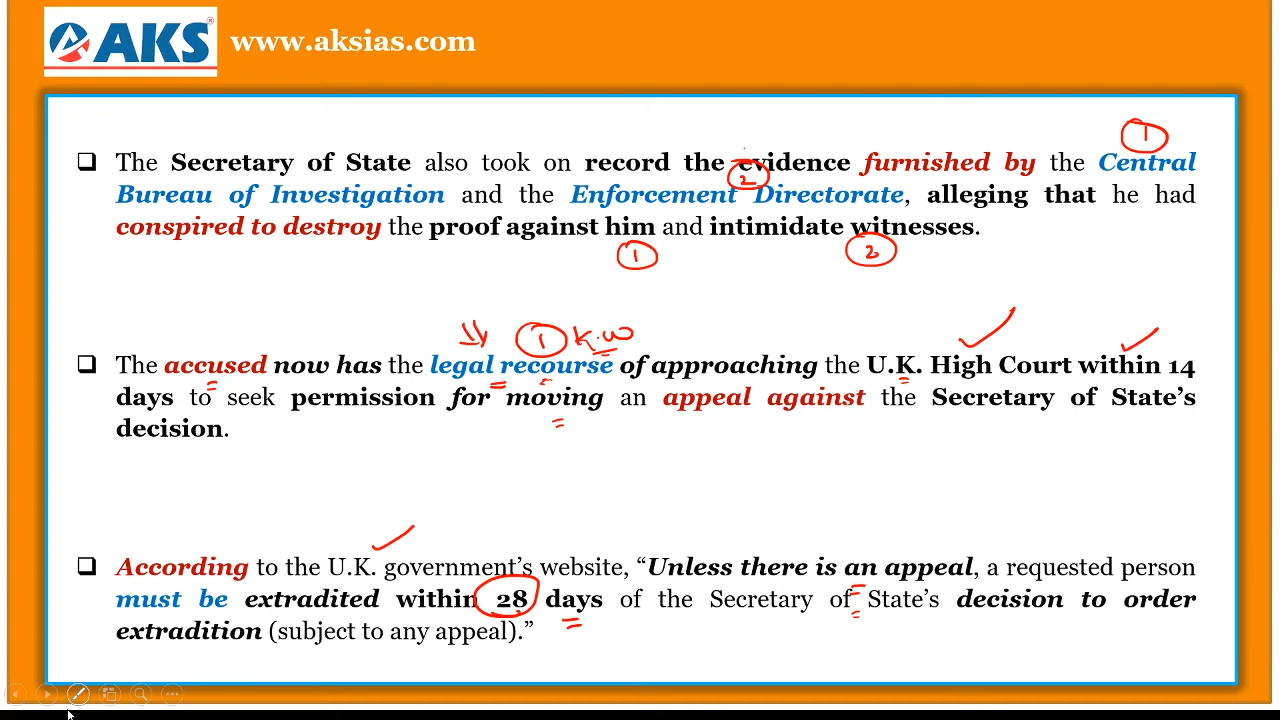 AKS www.aksias.com
1
❑ The Secretary of State also took on record the evidence furnished by the Central
2
Bureau of Investigation and the Enforcement Directorate, alleging that he had
conspired to destroy the proof against him and intimidate witnesses.
1 2
1 K.W
❑ The accused now has the legal recourse of approaching the U.K. High Court within 14
days to seek permission for moving an appeal against the Secretary of State’s
decision.
❑ According to the U.K. government’s website, “Unless there is an appeal, a requested person
must be extradited within 28 days of the Secretary of State’s decision to order
extradition (subject to any appeal).”